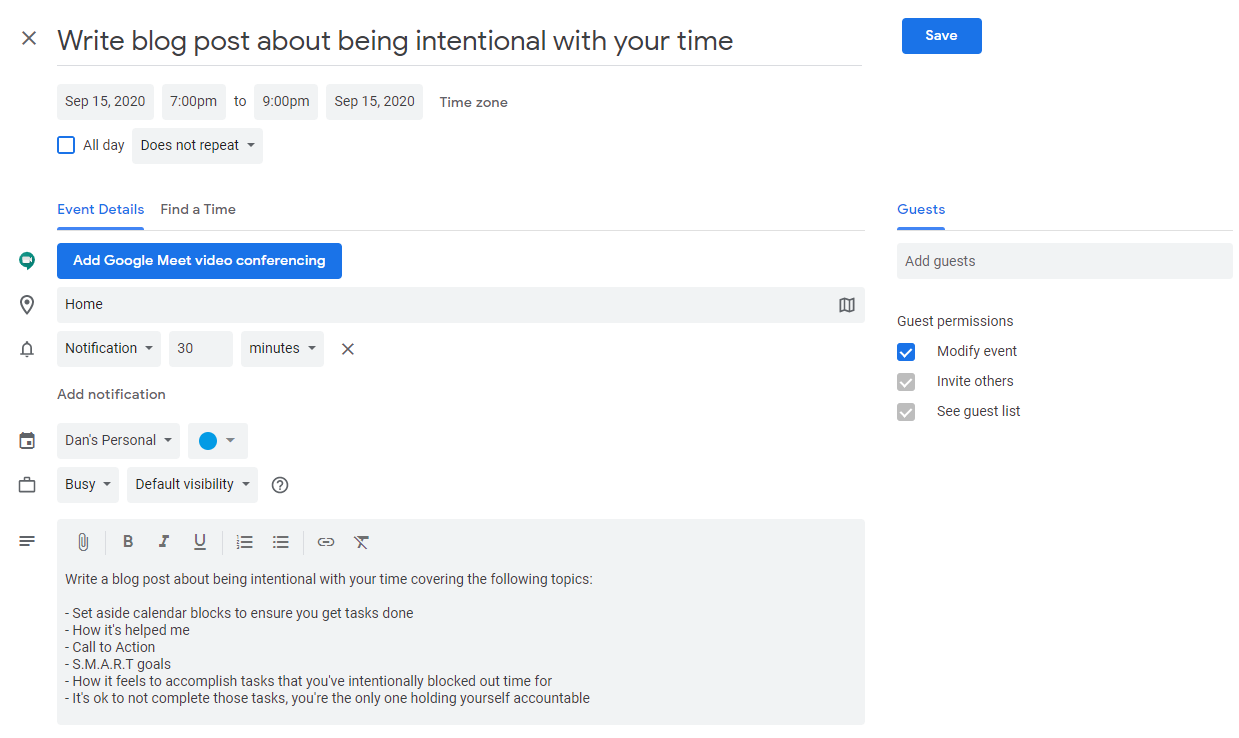 Write blog post about being intentional with your time
Save
Sep 15, 2020 7:00pm to 9:00pm Sep 15, 2020 Time zone
All day Does not repeat
Event Details Find a Time
Guests
Add Google Meet video conferencing
Add guests
Home
Notification 30 minutes
Add notification
Guest permissions
Modify event
Invite others
See guest list
Dan's Personal
Busy Default visibility
B I U
Write a blog post about being intentional with your time covering the following topics:
- Set aside calendar blocks to ensure you get tasks done
- How it's helped me
- Call to Action
- S.M.A.R.T goals
- How it feels to accomplish tasks that you've intentionally blocked out time for
- It's ok to not complete those tasks, you're the only one holding yourself accountable